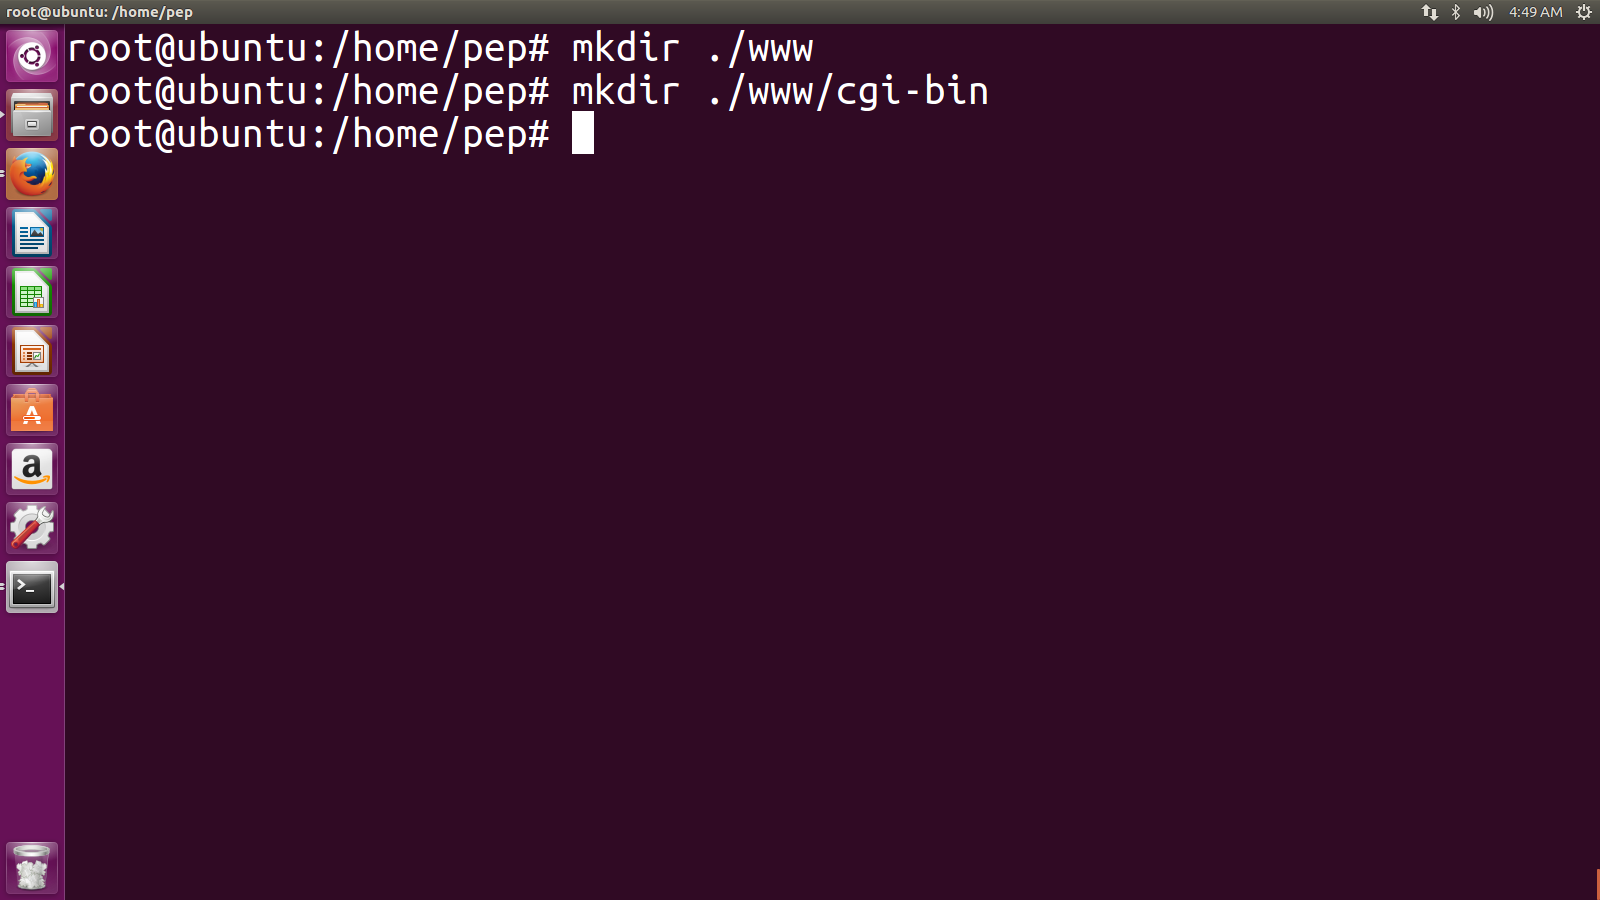 root@ubuntu: /home/pep
4:49 AM
root@ubuntu:/home/pep# mkdir ./www
root@ubuntu:/home/pep# mkdir ./www/cgi-bin
root@ubuntu:/home/pep#